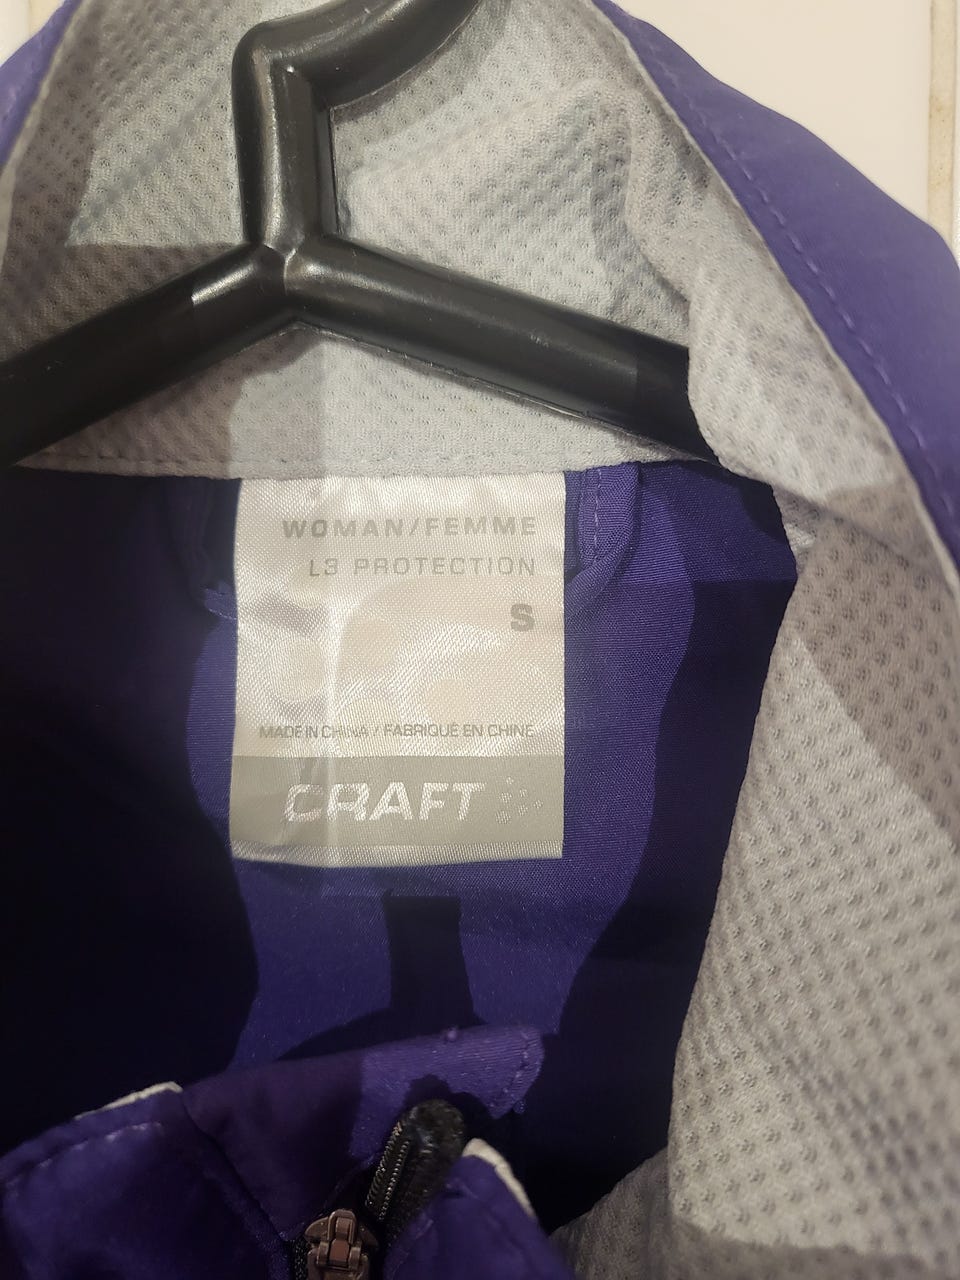 WOMAN/FEMME
L3 PROTECTION
S
MADE IN CHINA / FABRIQUÉ EN CHINE
CRAFT